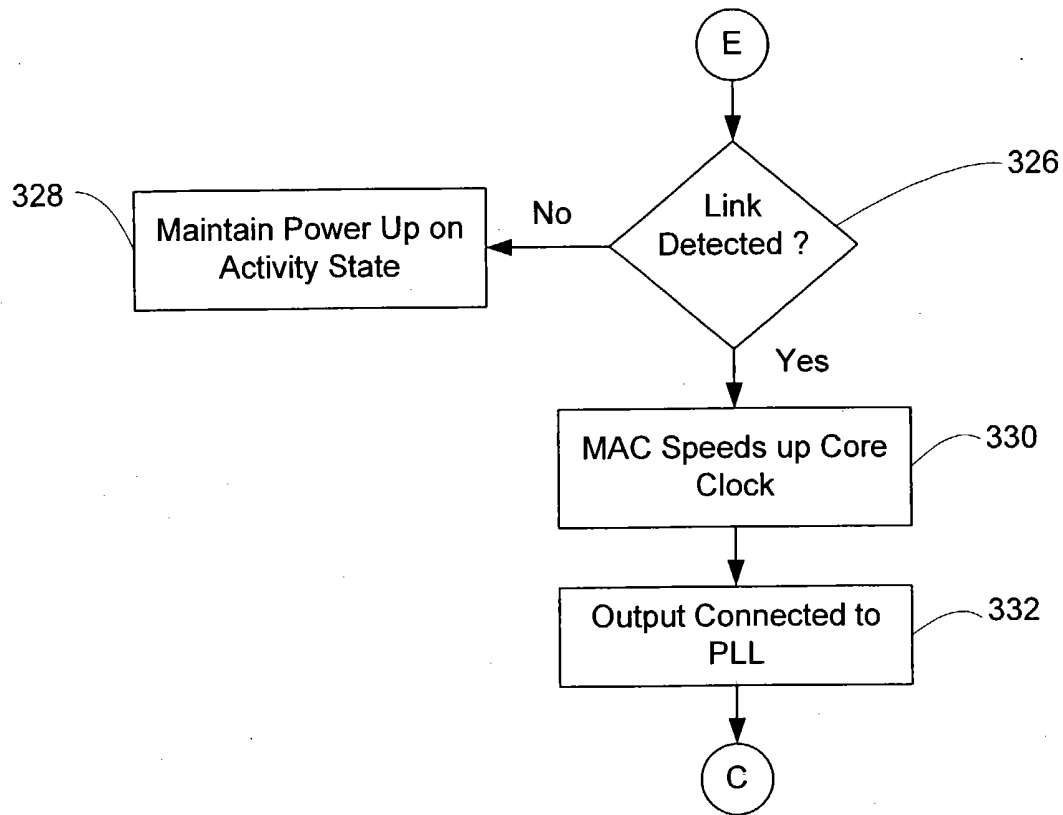 E
326
Link
Detected ?
No
328
Maintain Power Up on
Activity State
Yes
MAC Speeds up Core
Clock
330
Output Connected to
PLL
332
C